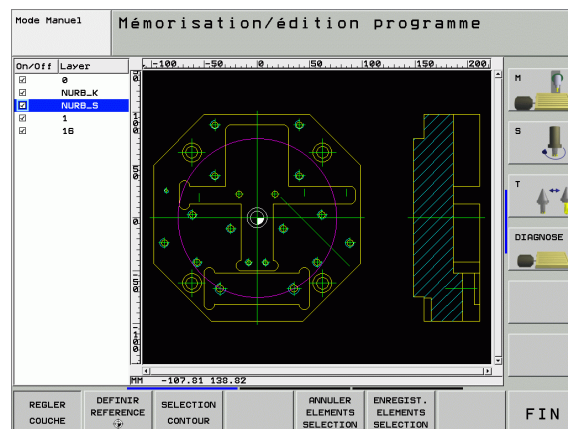 Mode Manuel
Mémorisation/édition programme
On/Off Layer
0
NURB_K
NURB_S
1
16
-100 -50 0 50 100 150 200
M
S
T
DIAGNOSE
MM -107.81 138.82
REGLER COUCHE
DEFINIR REFERENCE
SELECTION CONTOUR
ANNULER ELEMENTS SELECTION
ENREGIST. ELEMENTS SELECTION
FIN